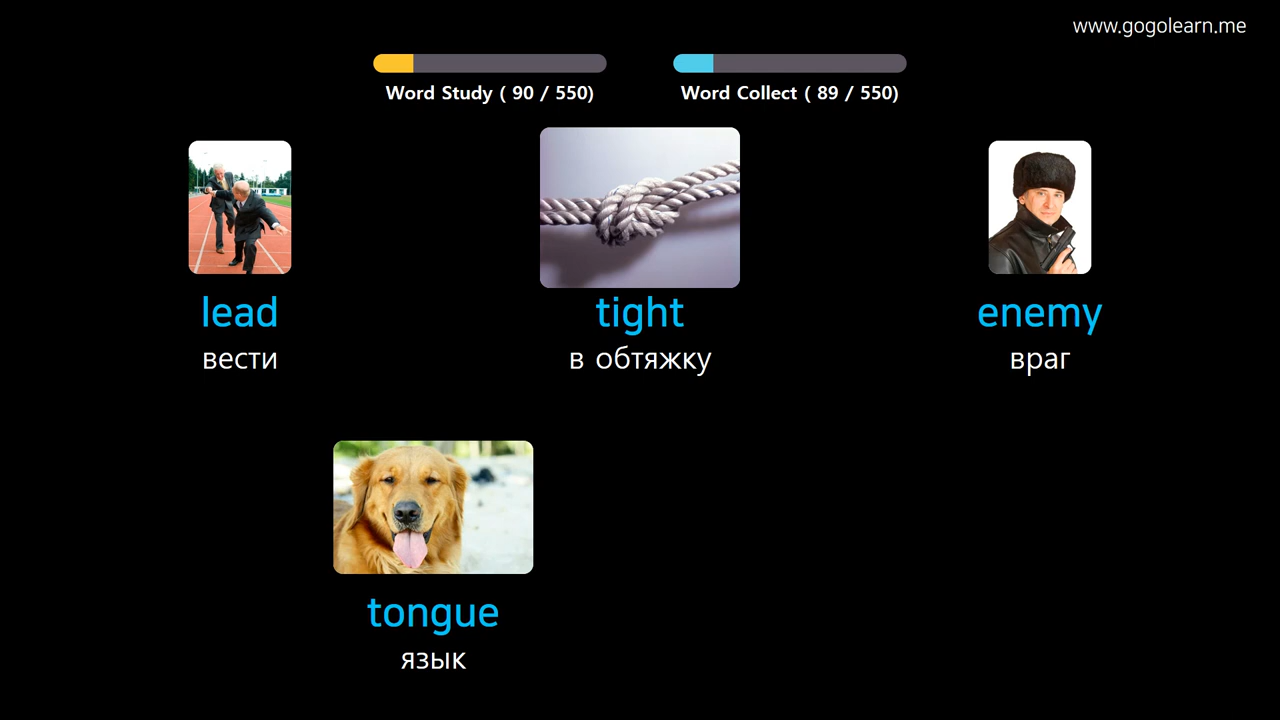 www.gogolearn.me
Word Study ( 90 / 550)
Word Collect ( 89 / 550)
lead
вести
tight
в обтяжку
enemy
враг
tongue
язык